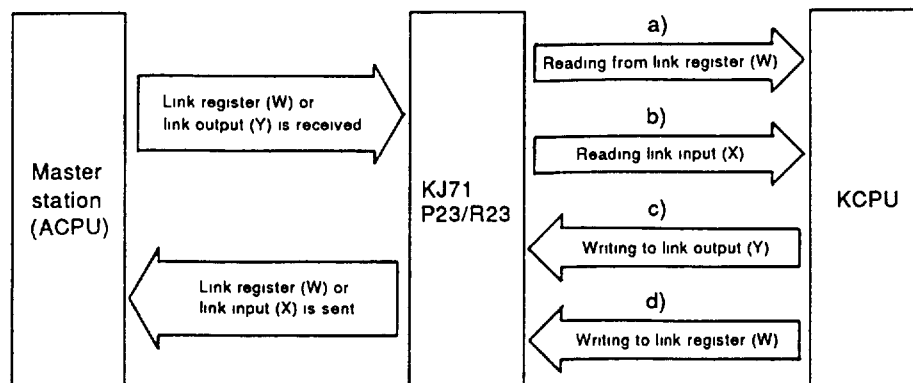 Master
station
(ACPU)
Link register (W) or
link output (Y) is received
Link register (W) or
link input (X) is sent
KJ71
P23/R23
a)
Reading from link register (W)
b)
Reading link input (X)
c)
Writing to link output (Y)
d)
Writing to link register (W)
KCPU